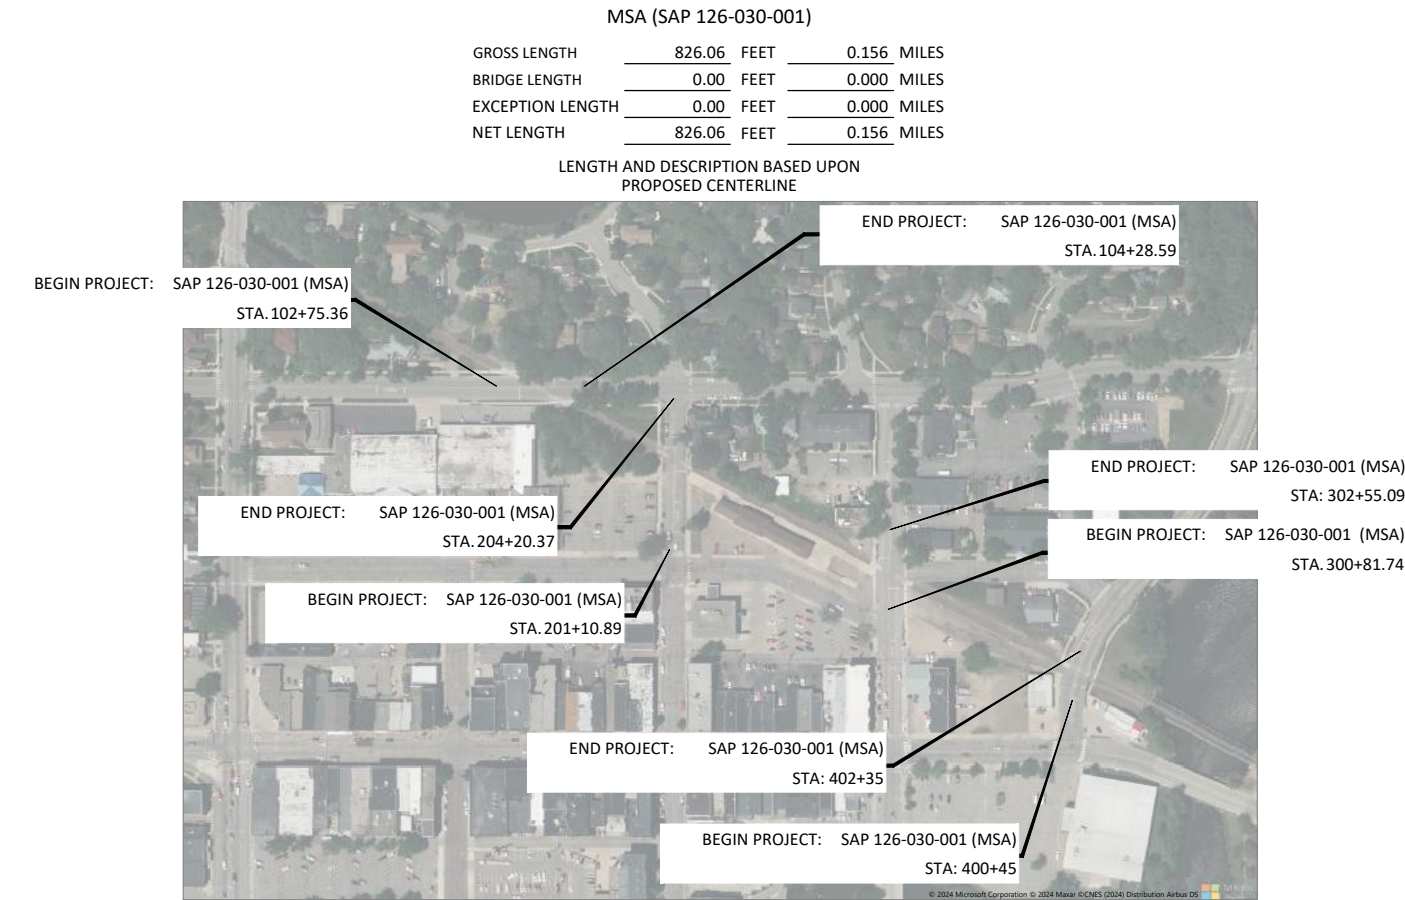 MSA (SAP 126-030-001)
GROSS LENGTH 826.06 FEET 0.156 MILES
BRIDGE LENGTH 0.00 FEET 0.000 MILES
EXCEPTION LENGTH 0.00 FEET 0.000 MILES
NET LENGTH 826.06 FEET 0.156 MILES
LENGTH AND DESCRIPTION BASED UPON
PROPOSED CENTERLINE
END PROJECT: SAP 126-030-001 (MSA)
STA. 104+28.59
BEGIN PROJECT: SAP 126-030-001 (MSA)
STA. 102+75.36
END PROJECT: SAP 126-030-001 (MSA)
STA: 302+55.09
END PROJECT: SAP 126-030-001 (MSA)
STA. 204+20.37
BEGIN PROJECT: SAP 126-030-001 (MSA)
STA. 300+81.74
BEGIN PROJECT: SAP 126-030-001 (MSA)
STA. 201+10.89
END PROJECT: SAP 126-030-001 (MSA)
STA: 402+35
BEGIN PROJECT: SAP 126-030-001 (MSA)
STA: 400+45
© 2024 Microsoft Corporation © 2024 Maxar ©CNES (2024) Distribution Airbus DS